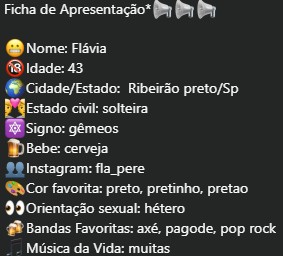 Ficha de Apresentação*📢📢📢
😬Nome: Flávia
🔞Idade: 43
🌍Cidade/Estado:  Ribeirão preto/Sp
💏Estado civil: solteira
🔯Signo: gêmeos
🍺Bebe: cerveja
👥Instagram: fla_pere
🎨Cor favorita: preto, pretinho, pretao
👀Orientação sexual: hétero
🍻Bandas Favoritas: axé, pagode, pop rock
🎵Música da Vida: muitas